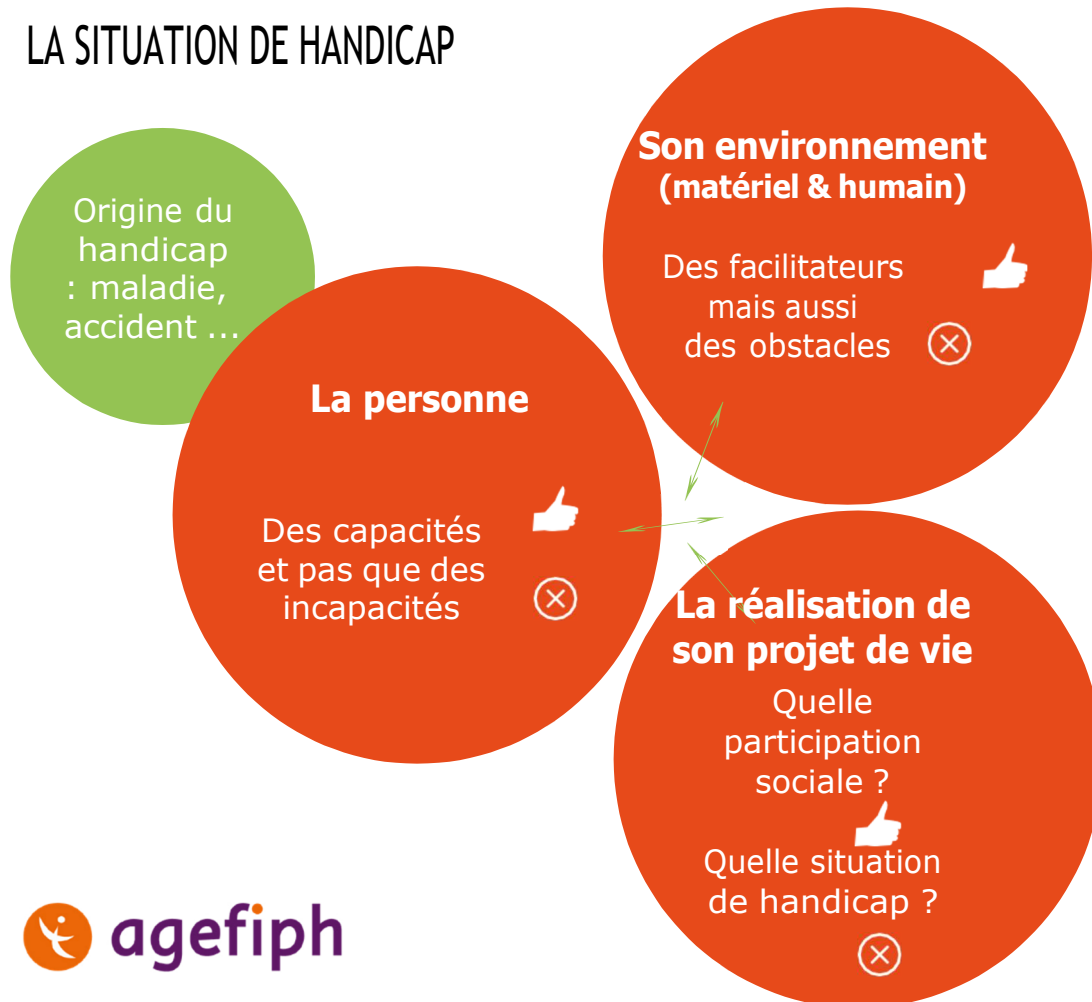 LA SITUATION DE HANDICAP
Origine du
handicap
: maladie,
accident ...
La personne
Des capacités
et pas que des
incapacités
Son environnement
(matériel & humain)
Des facilitateurs
mais aussi
des obstacles
La réalisation de
son projet de vie
Quelle
participation
sociale ?
Quelle situation
de handicap ?
agefiph